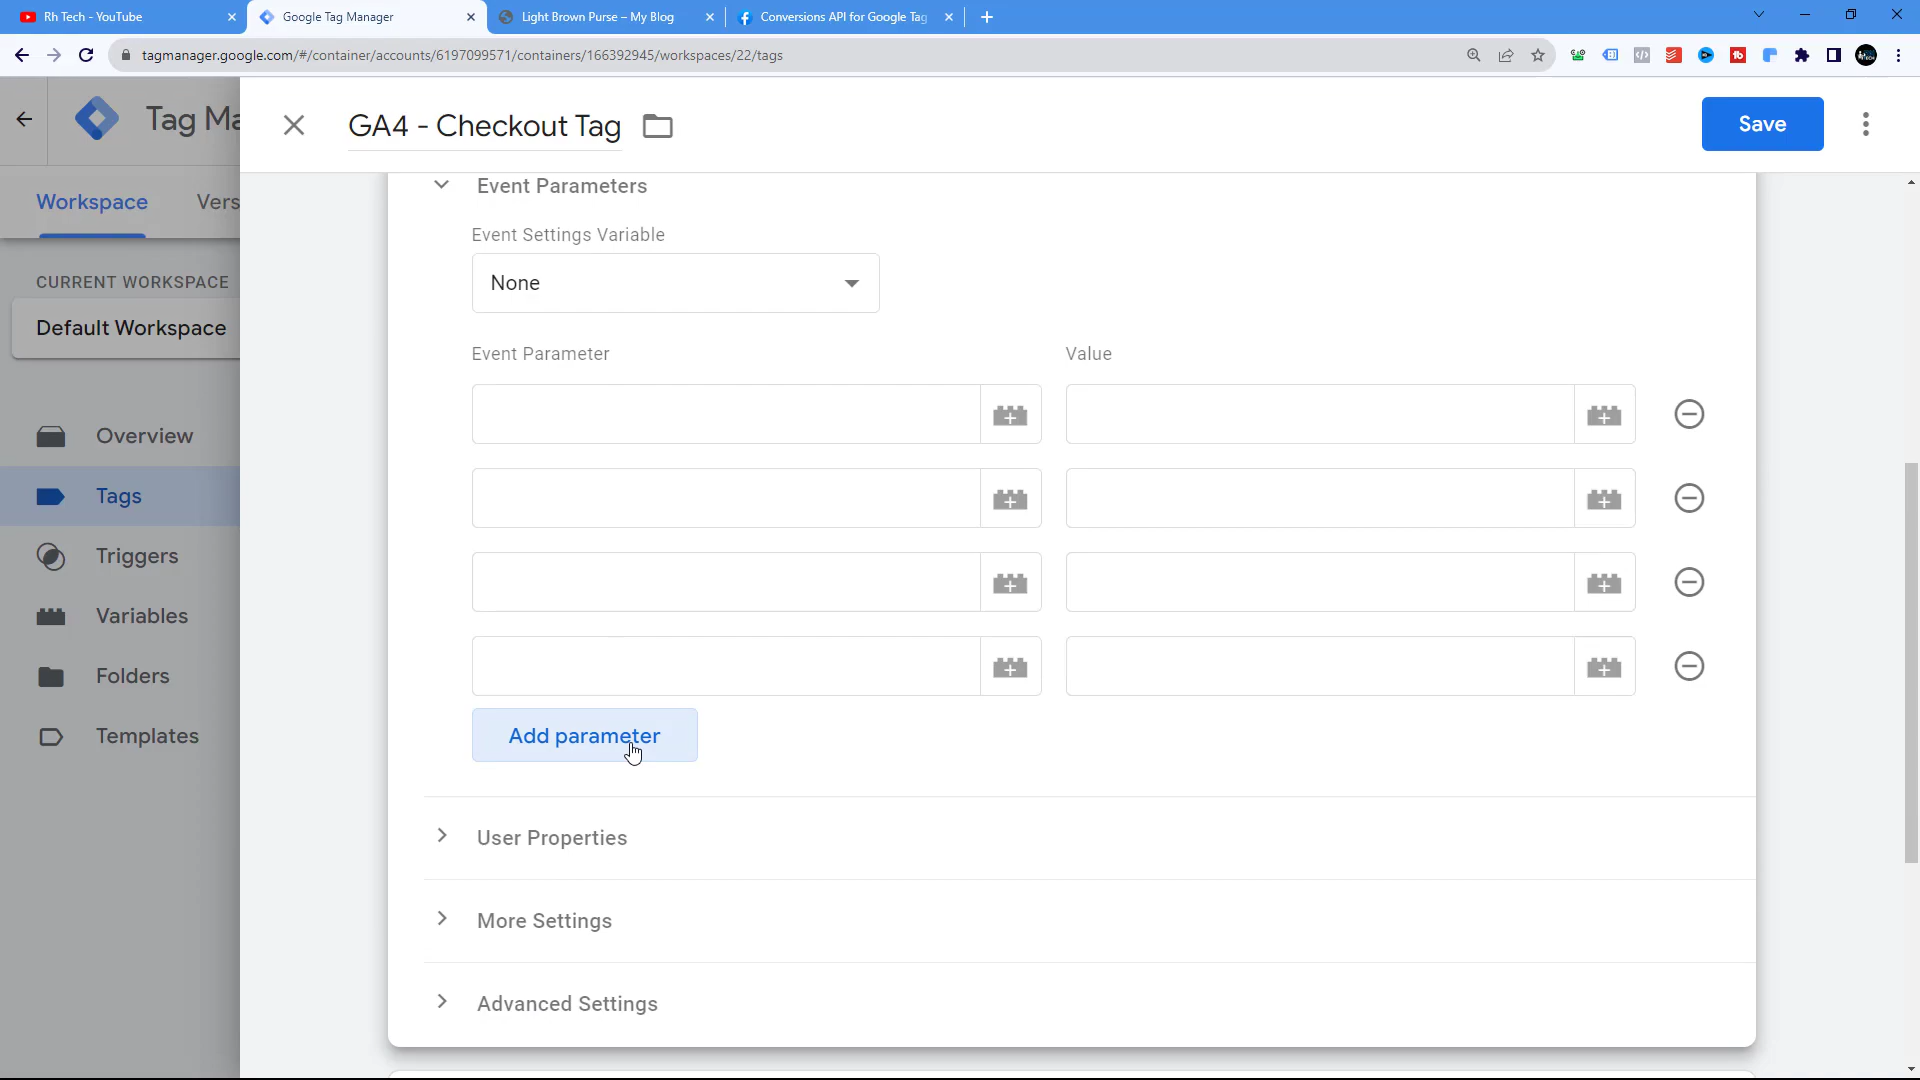 Rh Tech - YouTube
Google Tag Manager
Light Brown Purse – My Blog
Conversions API for Google Tag
tagmanager.google.com/#/container/accounts/6197099571/containers/166392945/workspaces/22/tags
Tag Ma
GA4 - Checkout Tag
Save
Workspace
Vers
CURRENT WORKSPACE
Default Workspace
Overview
Tags
Triggers
Variables
Folders
Templates
Event Parameters
Event Settings Variable
None
Event Parameter
Value
Add parameter
User Properties
More Settings
Advanced Settings